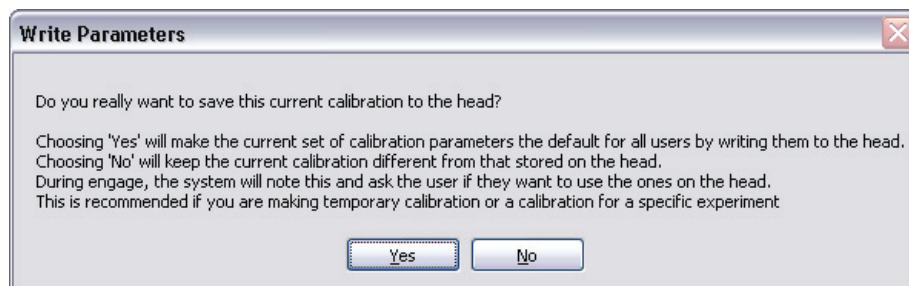 Write Parameters
Do you really want to save this current calibration to the head?
Choosing 'Yes' will make the current set of calibration parameters the default for all users by writing them to the head.
Choosing 'No' will keep the current calibration different from that stored on the head.
During engage, the system will note this and ask the user if they want to use the ones on the head.
This is recommended if you are making temporary calibration or a calibration for a specific experiment
Yes No